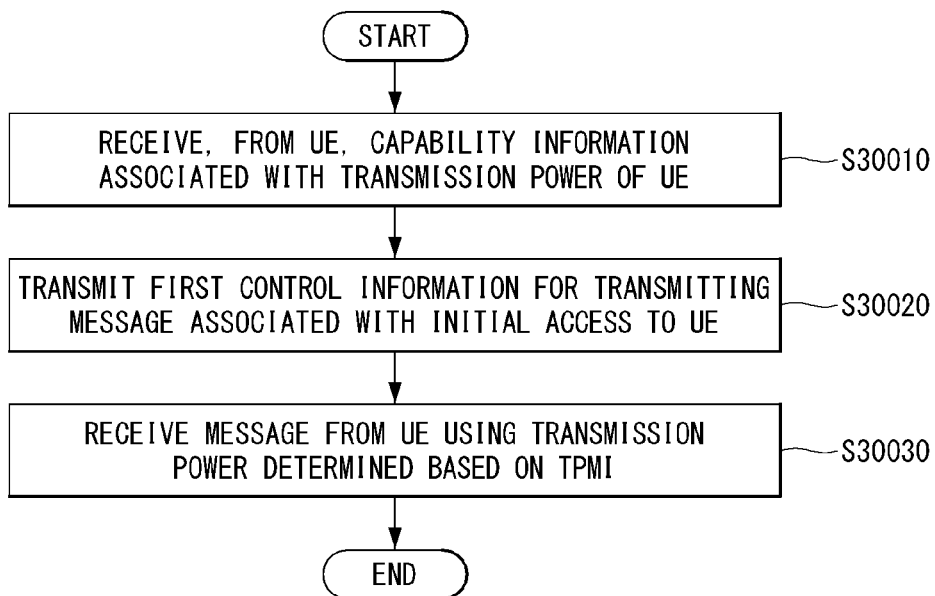 START
RECEIVE, FROM UE, CAPABILITY INFORMATION
ASSOCIATED WITH TRANSMISSION POWER OF UE
S30010
TRANSMIT FIRST CONTROL INFORMATION FOR TRANSMITTING
MESSAGE ASSOCIATED WITH INITIAL ACCESS TO UE
S30020
RECEIVE MESSAGE FROM UE USING TRANSMISSION
POWER DETERMINED BASED ON TPMI
S30030
END